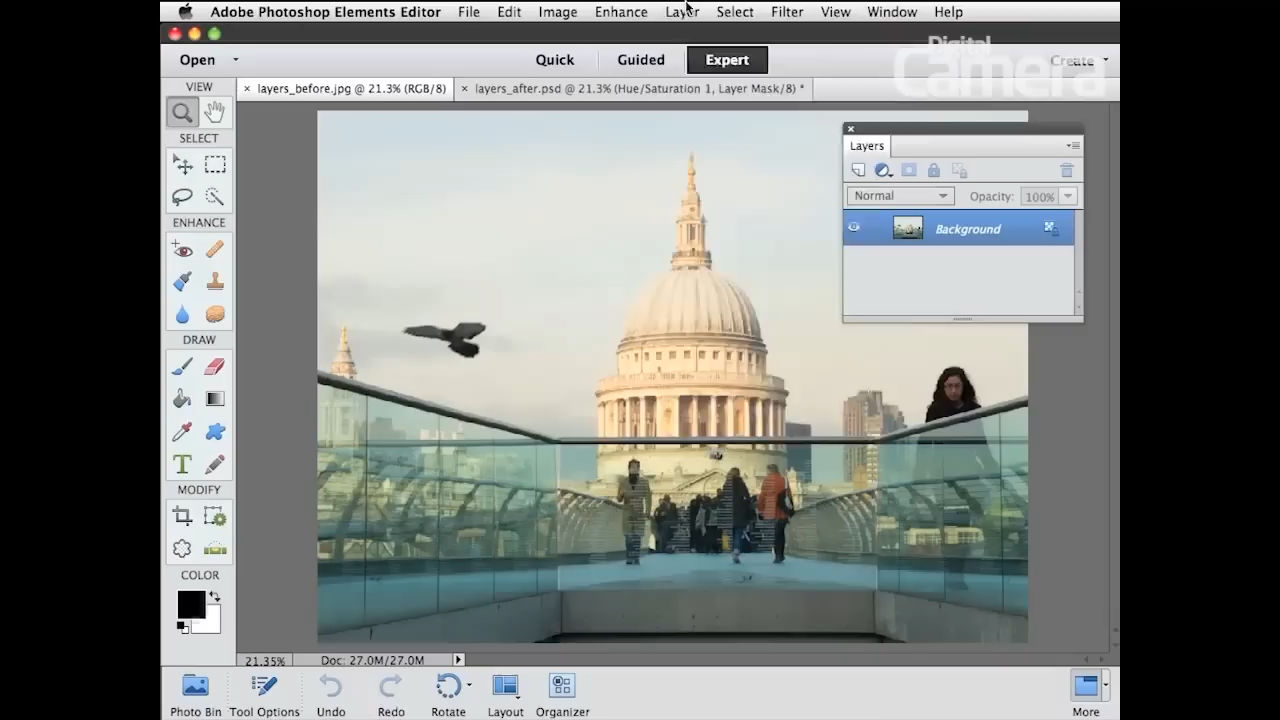 Adobe Photoshop Elements Editor File Edit Image Enhance Layer Select Filter View Window Help
Digital
Camera
Open Quick Guided Expert Create
VIEW
× layers_before.jpg @ 21.3% (RGB/8) × layers_after.psd @ 21.3% (Hue/Saturation 1, Layer Mask/8) *
SELECT
Layers
Normal Opacity: 100%
ENHANCE
Background
DRAW
T
MODIFY
COLOR
21.35% Doc: 27.0M/27.0M
Photo Bin Tool Options Undo Redo Rotate Layout Organizer More